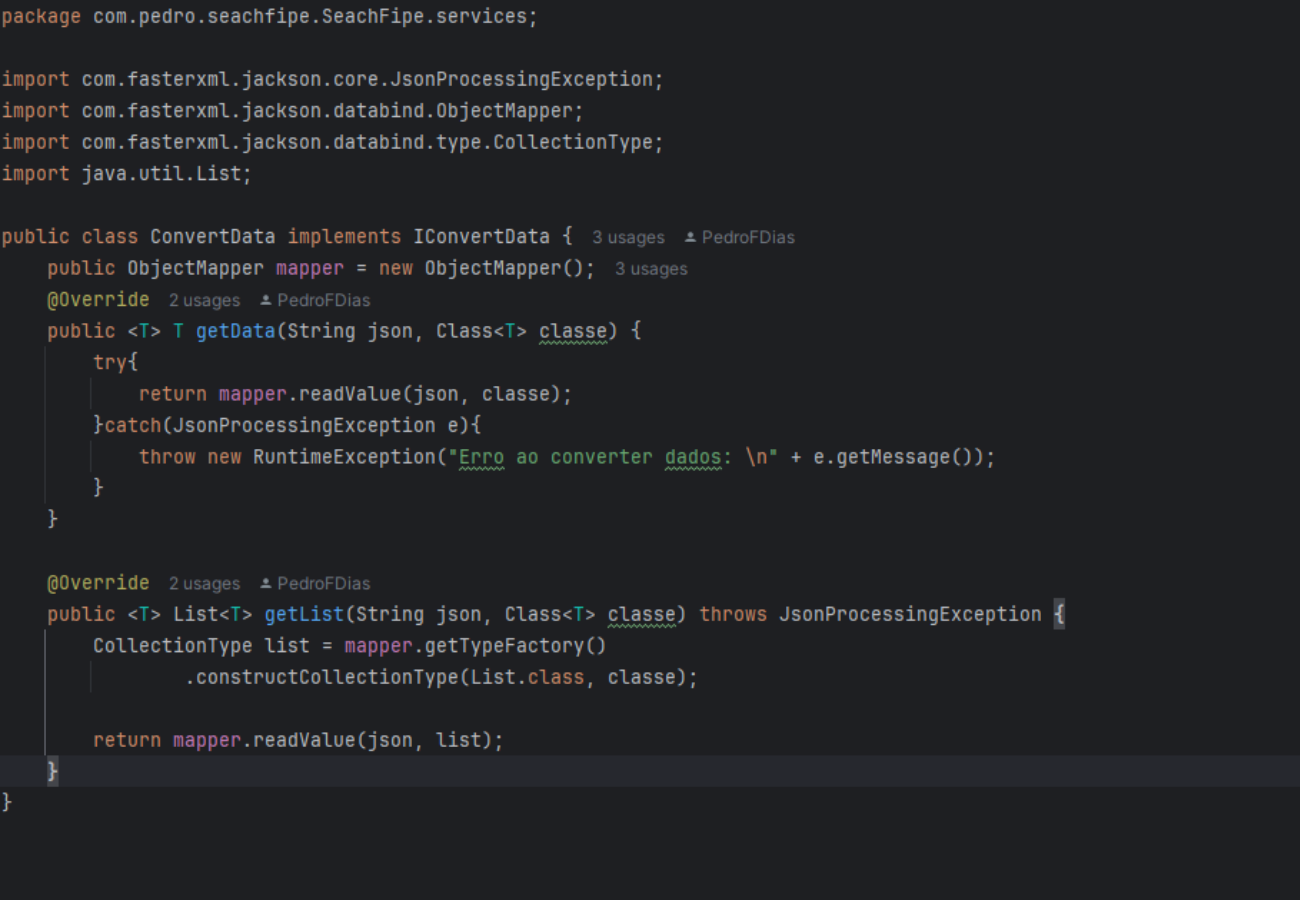 package com.pedro.seachfipe.SeachFipe.services;
import com.fasterxml.jackson.core.JsonProcessingException;
import com.fasterxml.jackson.databind.ObjectMapper;
import com.fasterxml.jackson.databind.type.CollectionType;
import java.util.List;
public class ConvertData implements IConvertData { 3 usages PedroFDias
public ObjectMapper mapper = new ObjectMapper(); 3 usages
@Override 2 usages PedroFDias
public <T> T getData(String json, Class<T> classe) {
try{
return mapper.readValue(json, classe);
}catch(JsonProcessingException e){
throw new RuntimeException("Erro ao converter dados: \n" + e.getMessage());
}
}
@Override 2 usages PedroFDias
public <T> List<T> getList(String json, Class<T> classe) throws JsonProcessingException {
CollectionType list = mapper.getTypeFactory()
.constructCollectionType(List.class, classe);
return mapper.readValue(json, list);
}
}